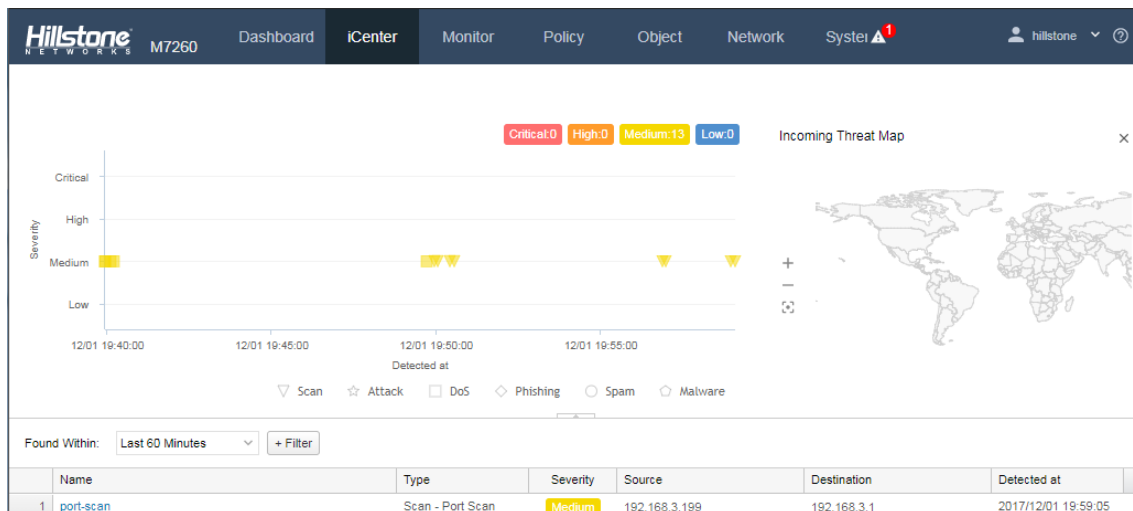 Hillstone
NETWORKS
M7260
Dashboard
iCenter
Monitor
Policy
Object
Network
System
1
hillstone
Critical:0
High:0
Medium:13
Low:0
Incoming Threat Map
Severity
Critical
High
Medium
Low
12/01 19:40:00
12/01 19:45:00
12/01 19:50:00
12/01 19:55:00
Detected at
Scan
Attack
DoS
Phishing
Spam
Malware
Found Within:
Last 60 Minutes
+ Filter
Name
Type
Severity
Source
Destination
Detected at
1
port-scan
Scan - Port Scan
Medium
192.168.3.199
192.168.3.1
2017/12/01 19:59:05